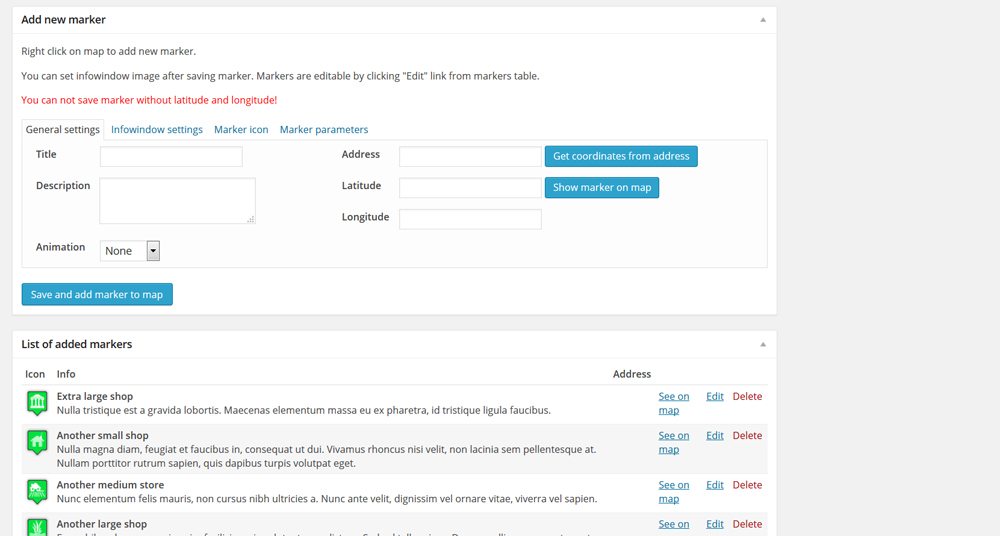 Add new marker
Right click on map to add new marker.
You can set infowindow image after saving marker. Markers are editable by clicking "Edit" link from markers table.
You can not save marker without latitude and longitude!
General settings Infowindow settings Marker icon Marker parameters
Title Address Get coordinates from address
Description Latitude Show marker on map
Longitude
Animation None
Save and add marker to map
List of added markers
Icon Info Address
Extra large shop See on Edit Delete
Nulla tristique est a gravida lobortis. Maecenas elementum massa eu ex pharetra, id tristique ligula faucibus. map
Another small shop See on Edit Delete
Nulla magna diam, feugiat et faucibus in, consequat ut dui. Vivamus rhoncus nisi velit, non lacinia sem pellentesque at. map
Nullam porttitor rutrum sapien, quis dapibus turpis volutpat eget.
Another medium store See on Edit Delete
Nunc elementum felis mauris, non cursus nibh ultricies a. Nunc ante velit, dignissim vel ornare vitae, viverra vel sapien. map
Another large shop See on Edit Delete